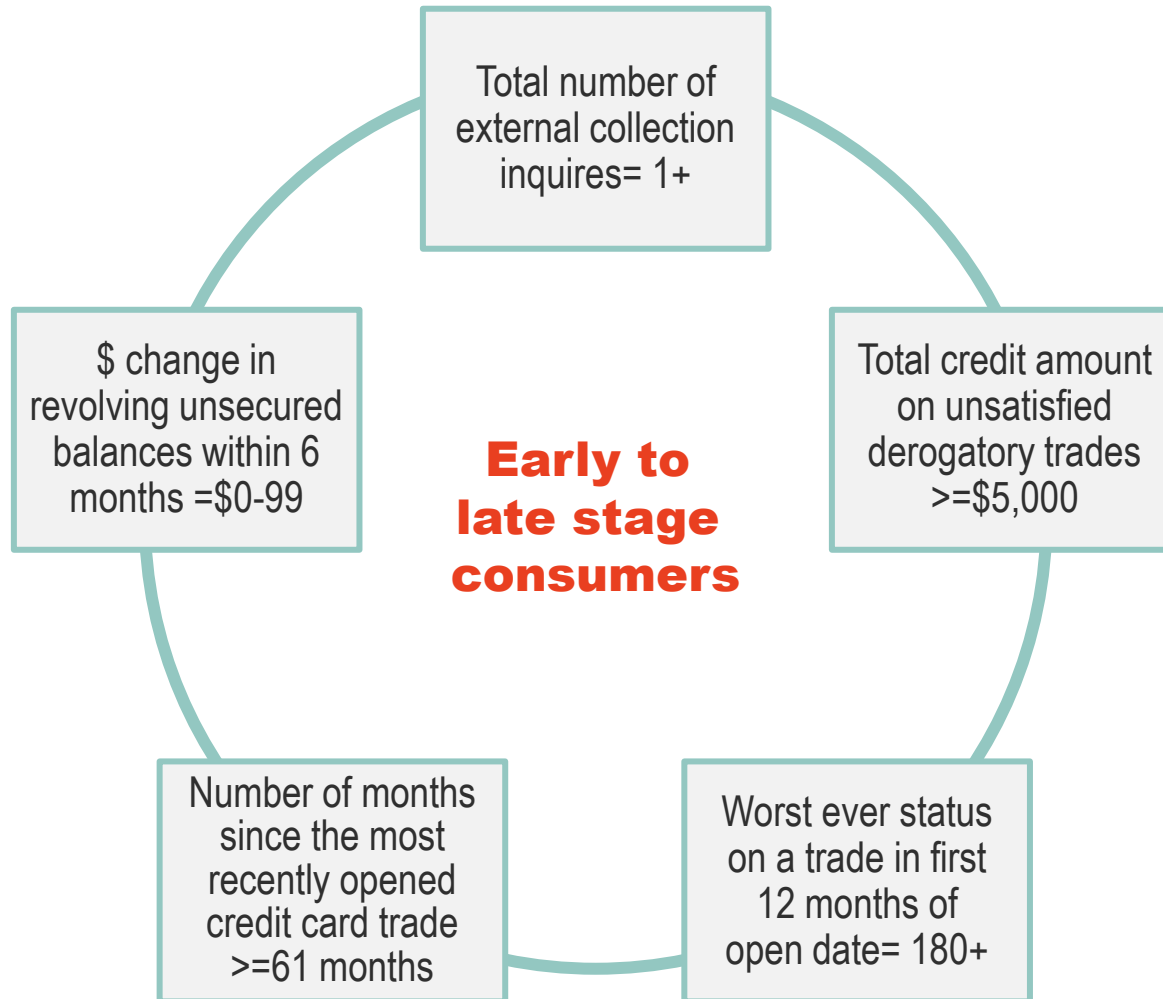 Total number of
external collection
inquires= 1+
$ change in
revolving unsecured
balances within 6
months =$0-99
Total credit amount
on unsatisfied
derogatory trades
>=$5,000
Early to
late stage
consumers
Number of months
since the most
recently opened
credit card trade
>=61 months
Worst ever status
on a trade in first
12 months of
open date= 180+